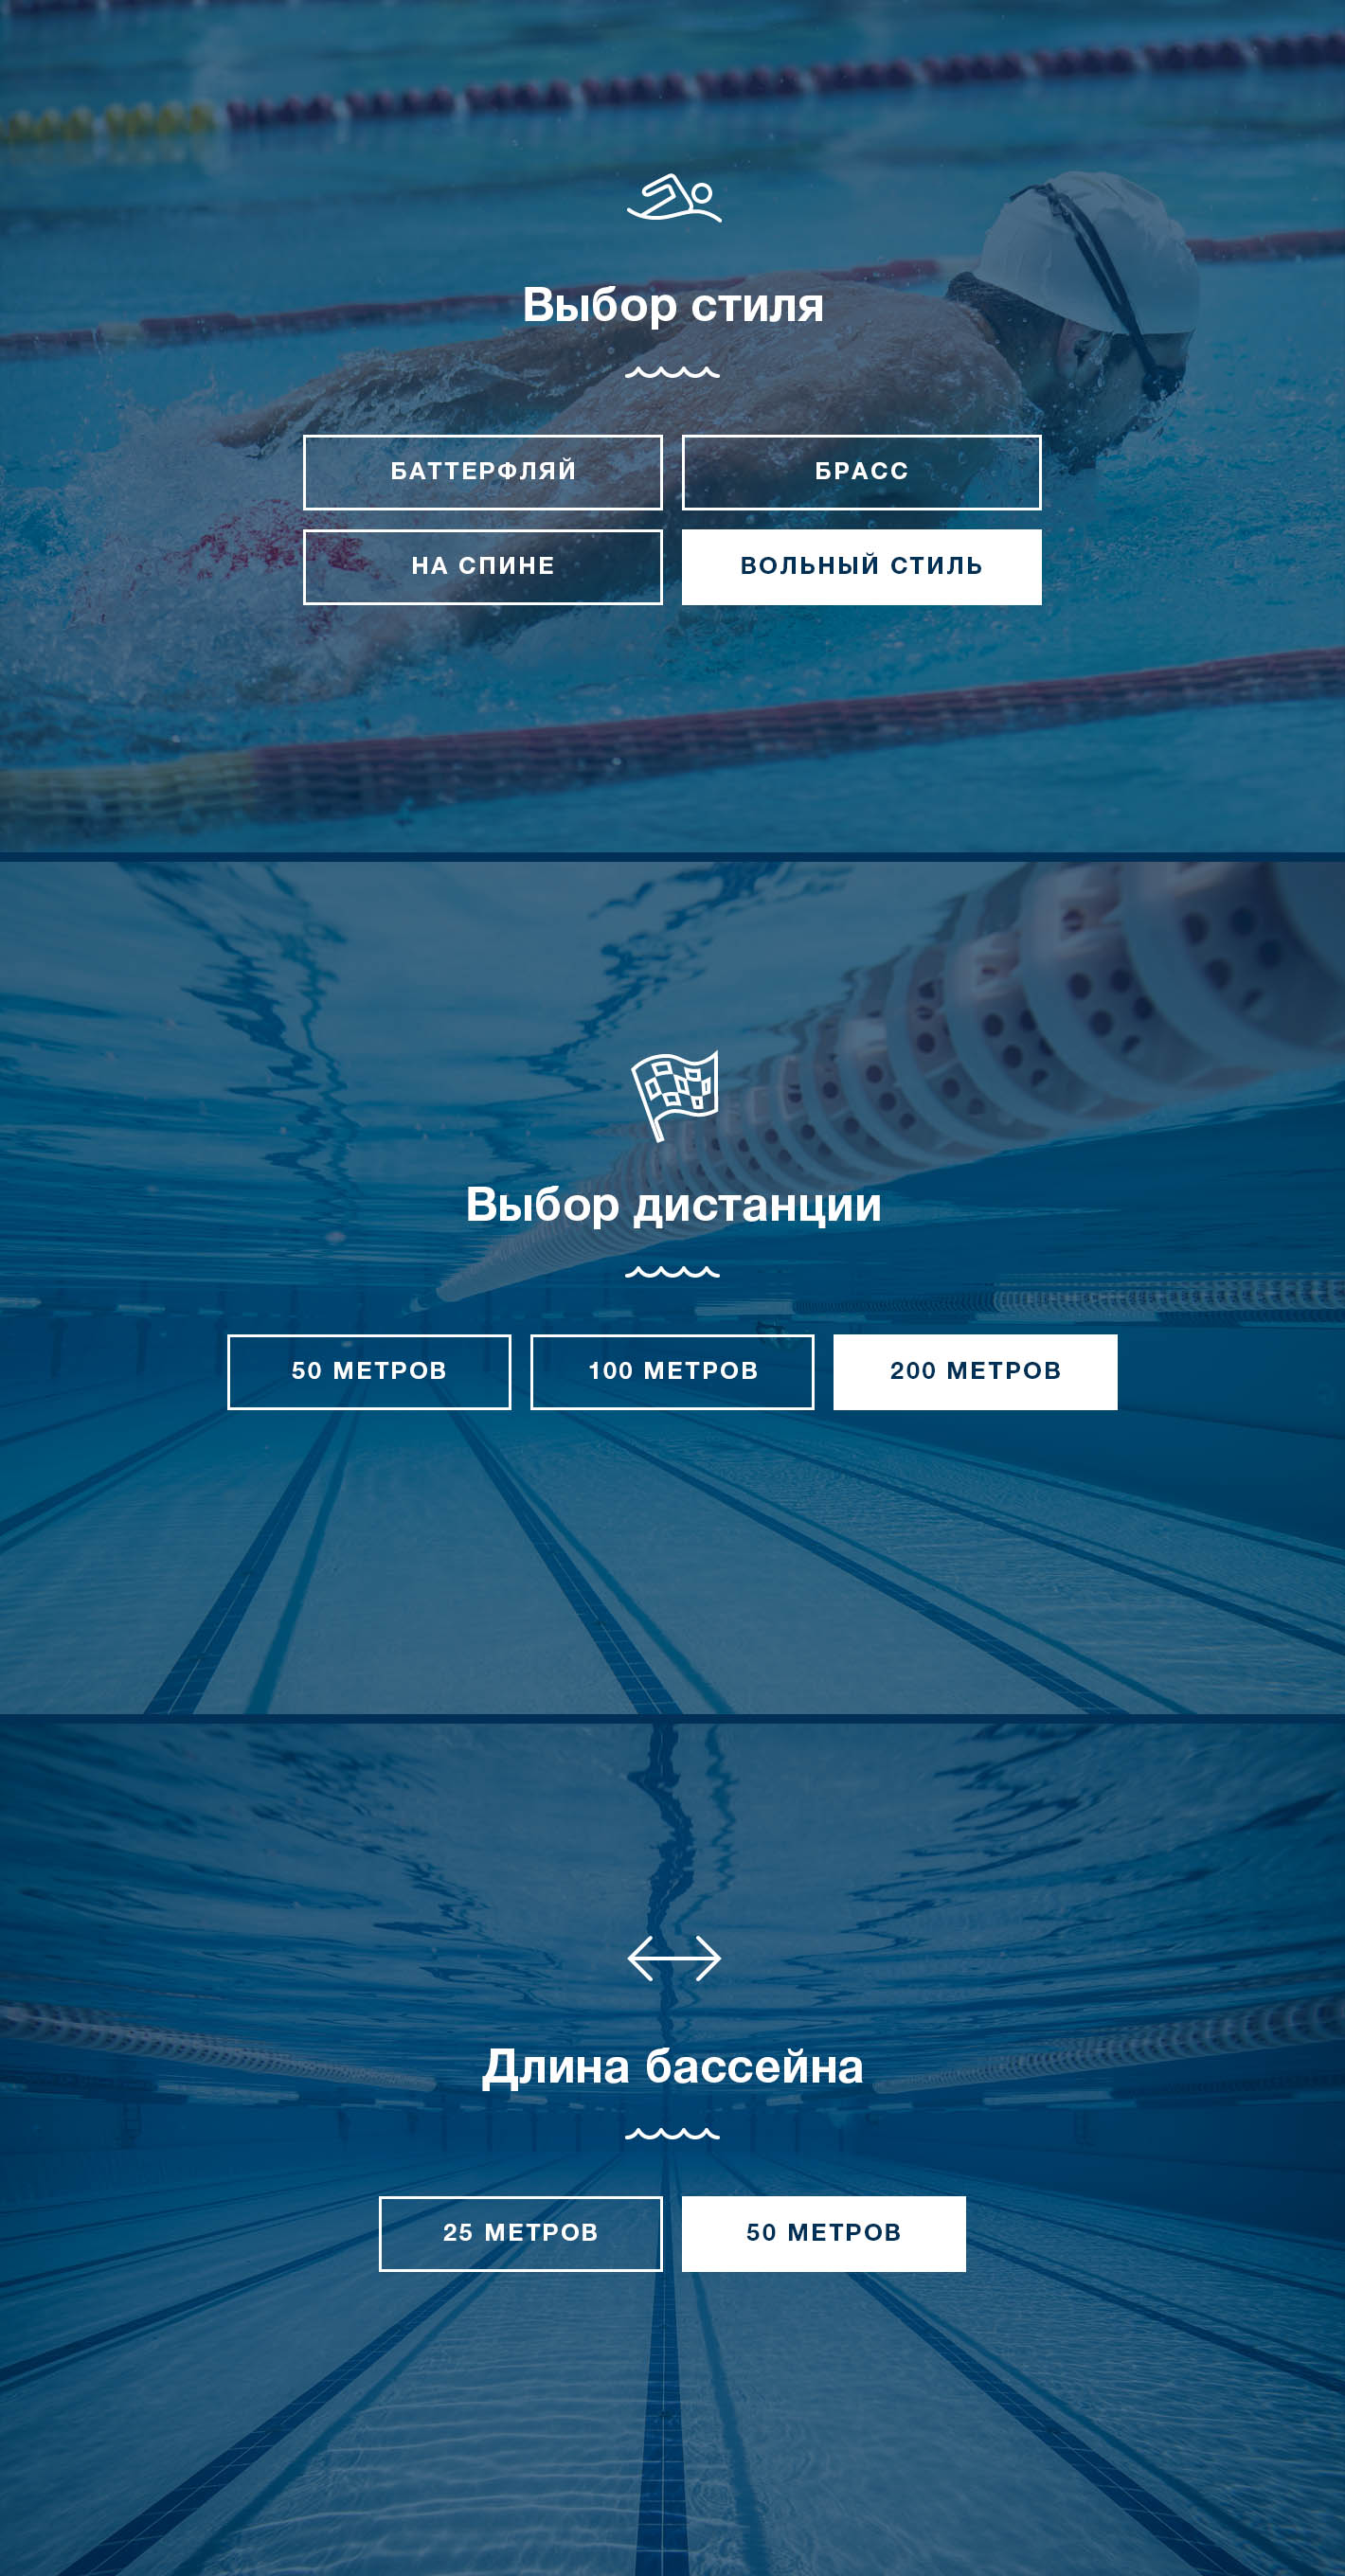 Выбор стиля
БАТТЕРФЛЯЙ
БРАСС
НА СПИНЕ
ВОЛЬНЫЙ СТИЛЬ
Выбор дистанции
50 МЕТРОВ
100 МЕТРОВ
200 МЕТРОВ
Длина бассейна
25 МЕТРОВ
50 МЕТРОВ